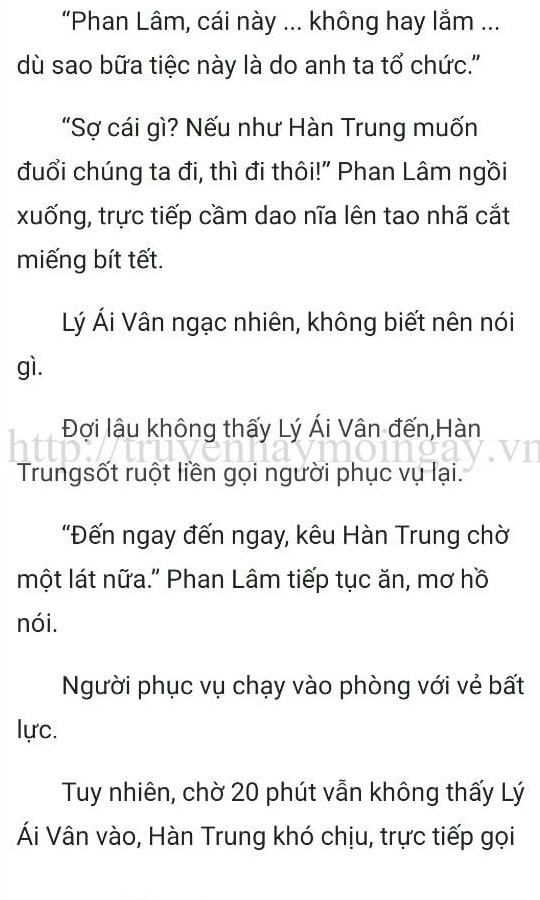 “Phan Lâm, cái này ... không hay lắm ...
dù sao bữa tiệc này là do anh ta tổ chức.”
“Sợ cái gì? Nếu như Hàn Trung muốn
đuổi chúng ta đi, thì đi thôi!” Phan Lâm ngồi
xuống, trực tiếp cầm dao nĩa lên tao nhã cắt
miếng bít tết.
Lý Ái Vân ngạc nhiên, không biết nên nói
gì.
Đợi lâu không thấy Lý Ái Vân đến,Hàn
http://truyenhaymoingay.vn
Trungsốt ruột liền gọi người phục vụ lại.
“Đến ngay đến ngay, kêu Hàn Trung chờ
một lát nữa.” Phan Lâm tiếp tục ăn, mơ hồ
nói.
Người phục vụ chạy vào phòng với vẻ bất
lực.
Tuy nhiên, chờ 20 phút vẫn không thấy Lý
Ái Vân vào, Hàn Trung khó chịu, trực tiếp gọi